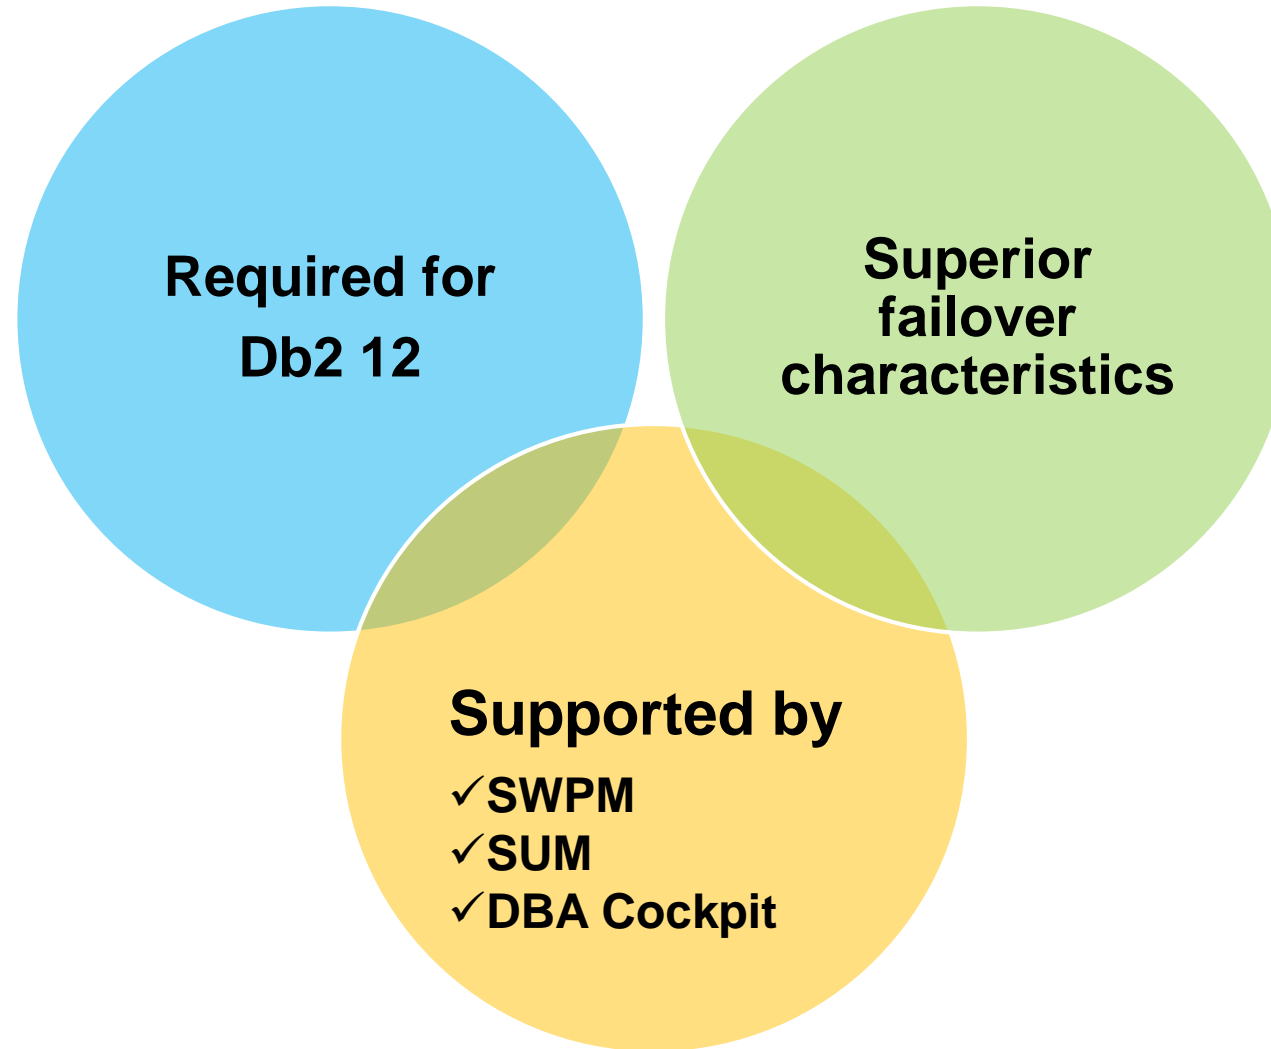 Required for
Db2 12
Superior
failover
characteristics
Supported by
✓SWPM
✓SUM
✓DBA Cockpit